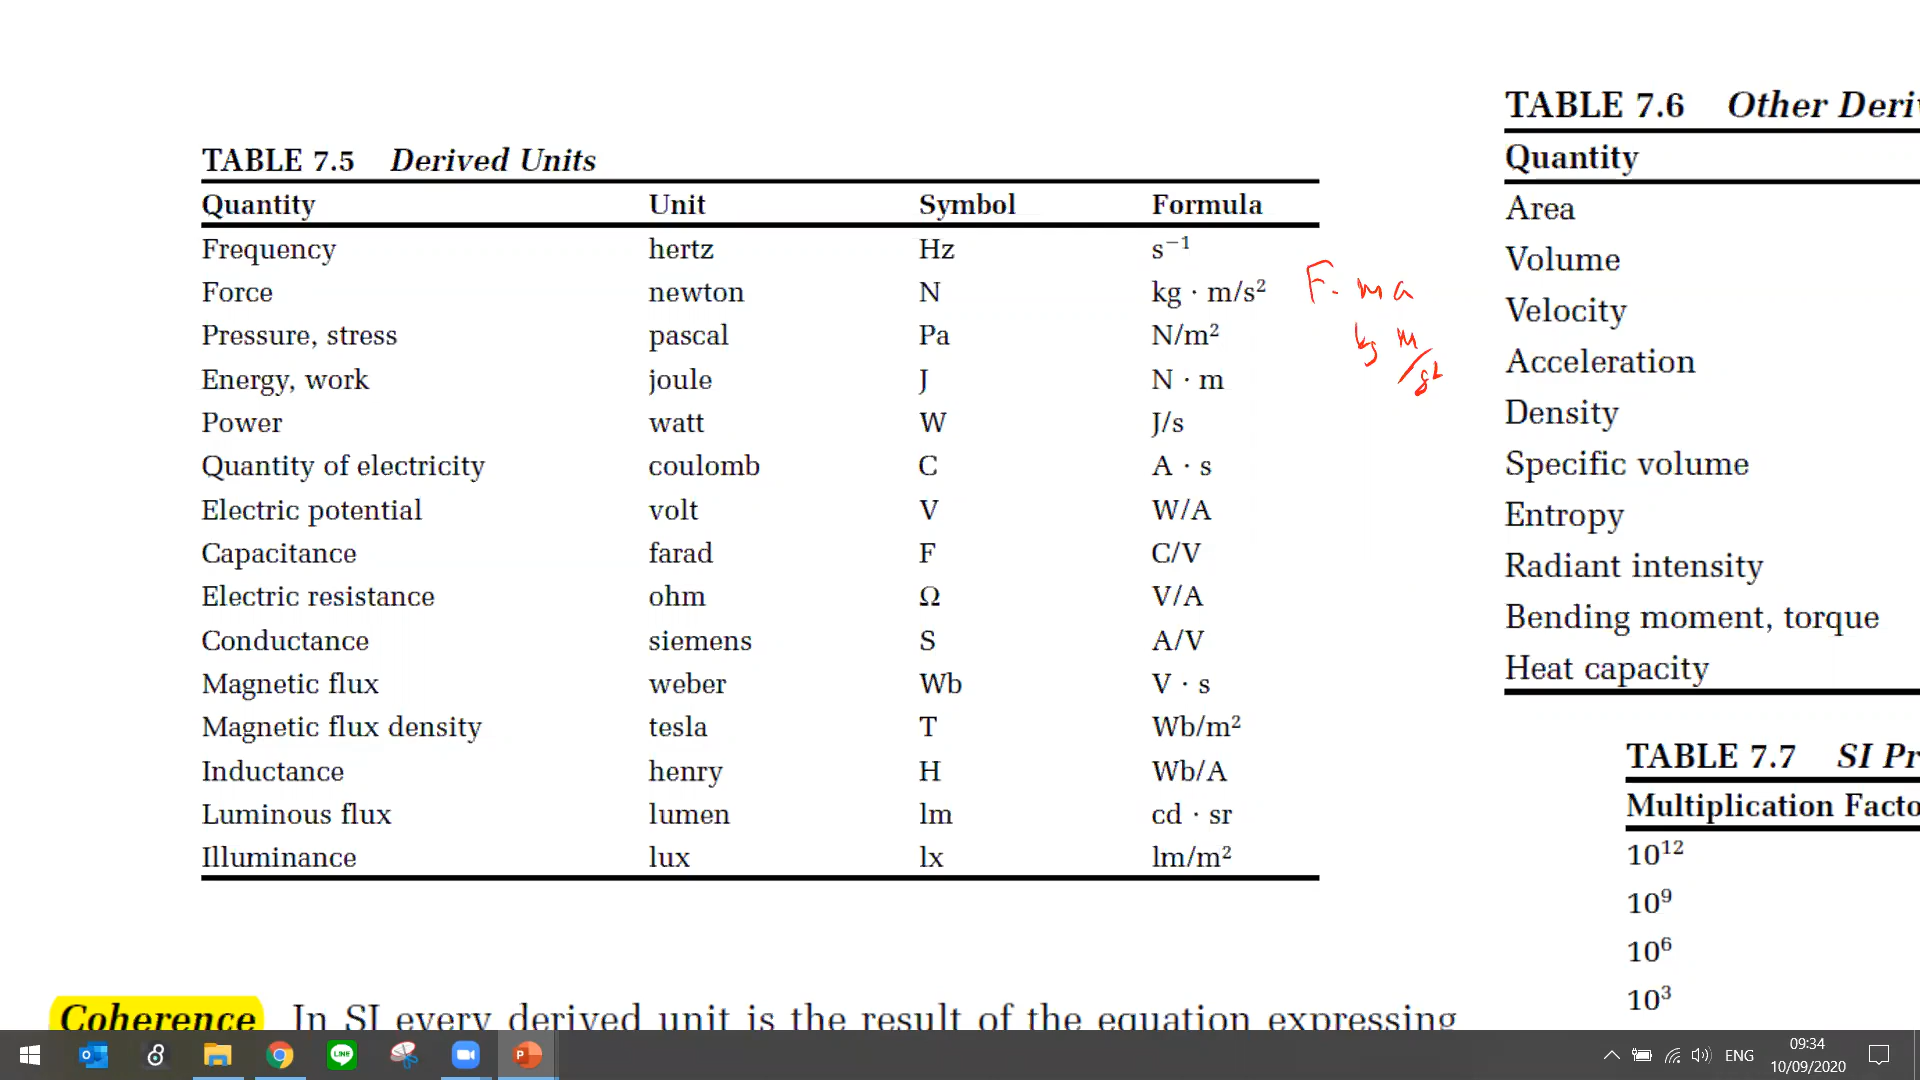 TABLE 7.5 Derived Units
Quantity Unit Symbol Formula
Frequency hertz Hz s⁻¹
Force newton N kg · m/s²
Pressure, stress pascal Pa N/m²
Energy, work joule J N · m
Power watt W J/s
Quantity of electricity coulomb C A · s
Electric potential volt V W/A
Capacitance farad F C/V
Electric resistance ohm Ω V/A
Conductance siemens S A/V
Magnetic flux weber Wb V · s
Magnetic flux density tesla T Wb/m²
Inductance henry H Wb/A
Luminous flux lumen lm cd · sr
Illuminance lux lx lm/m²
F = ma
kg m
/s²
TABLE 7.6 Other Deri
Quantity
Area
Volume
Velocity
Acceleration
Density
Specific volume
Entropy
Radiant intensity
Bending moment, torque
Heat capacity
TABLE 7.7 SI Pr
Multiplication Facto
10¹²
10⁹
10⁶
10³
Coherence In SI every derived unit is the result of the equation expressing
LINE
P
ENG
09:34
10/09/2020